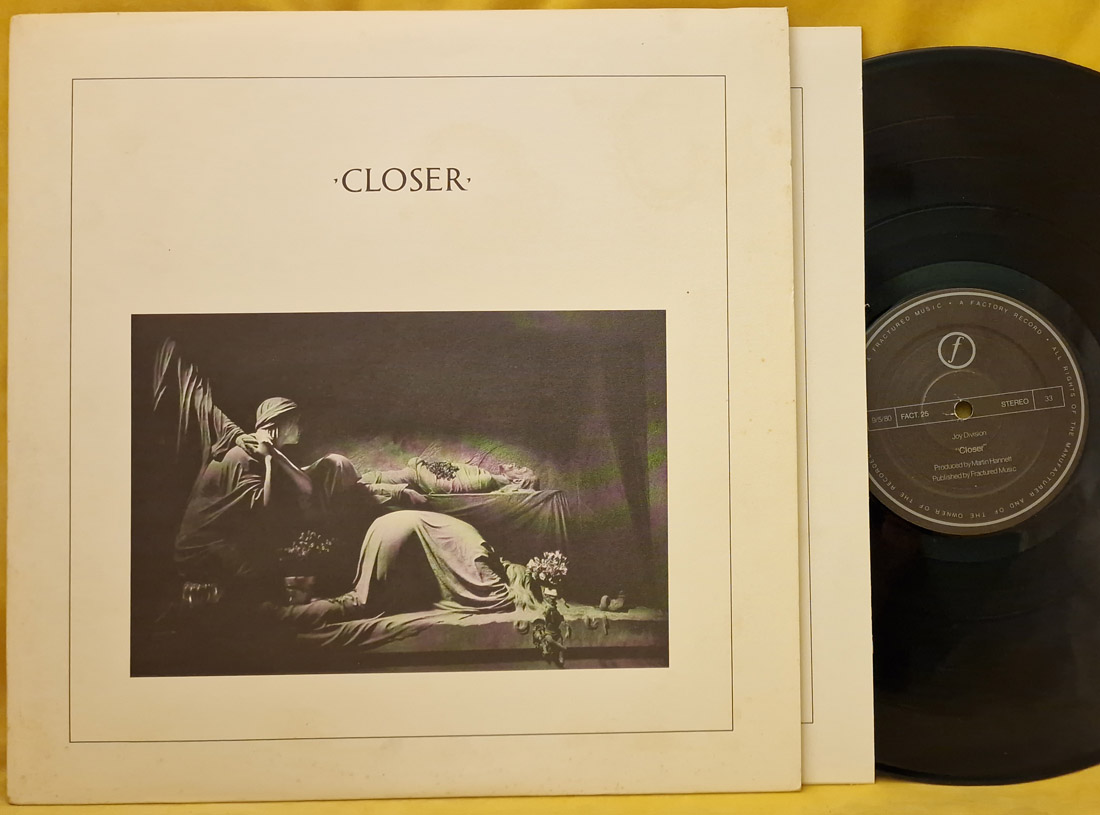 ·CLOSER·
A FRACTURED MUSIC • A FACTORY RECORD • ALL RIGHTS OF THE MANUFACTURER AND OF THE OWNER OF THE RECORDED
f
9/5/80 FACT. 25 STEREO 33
Joy Division
"Closer"
Produced by Martin Hannett
Published by Fractured Music